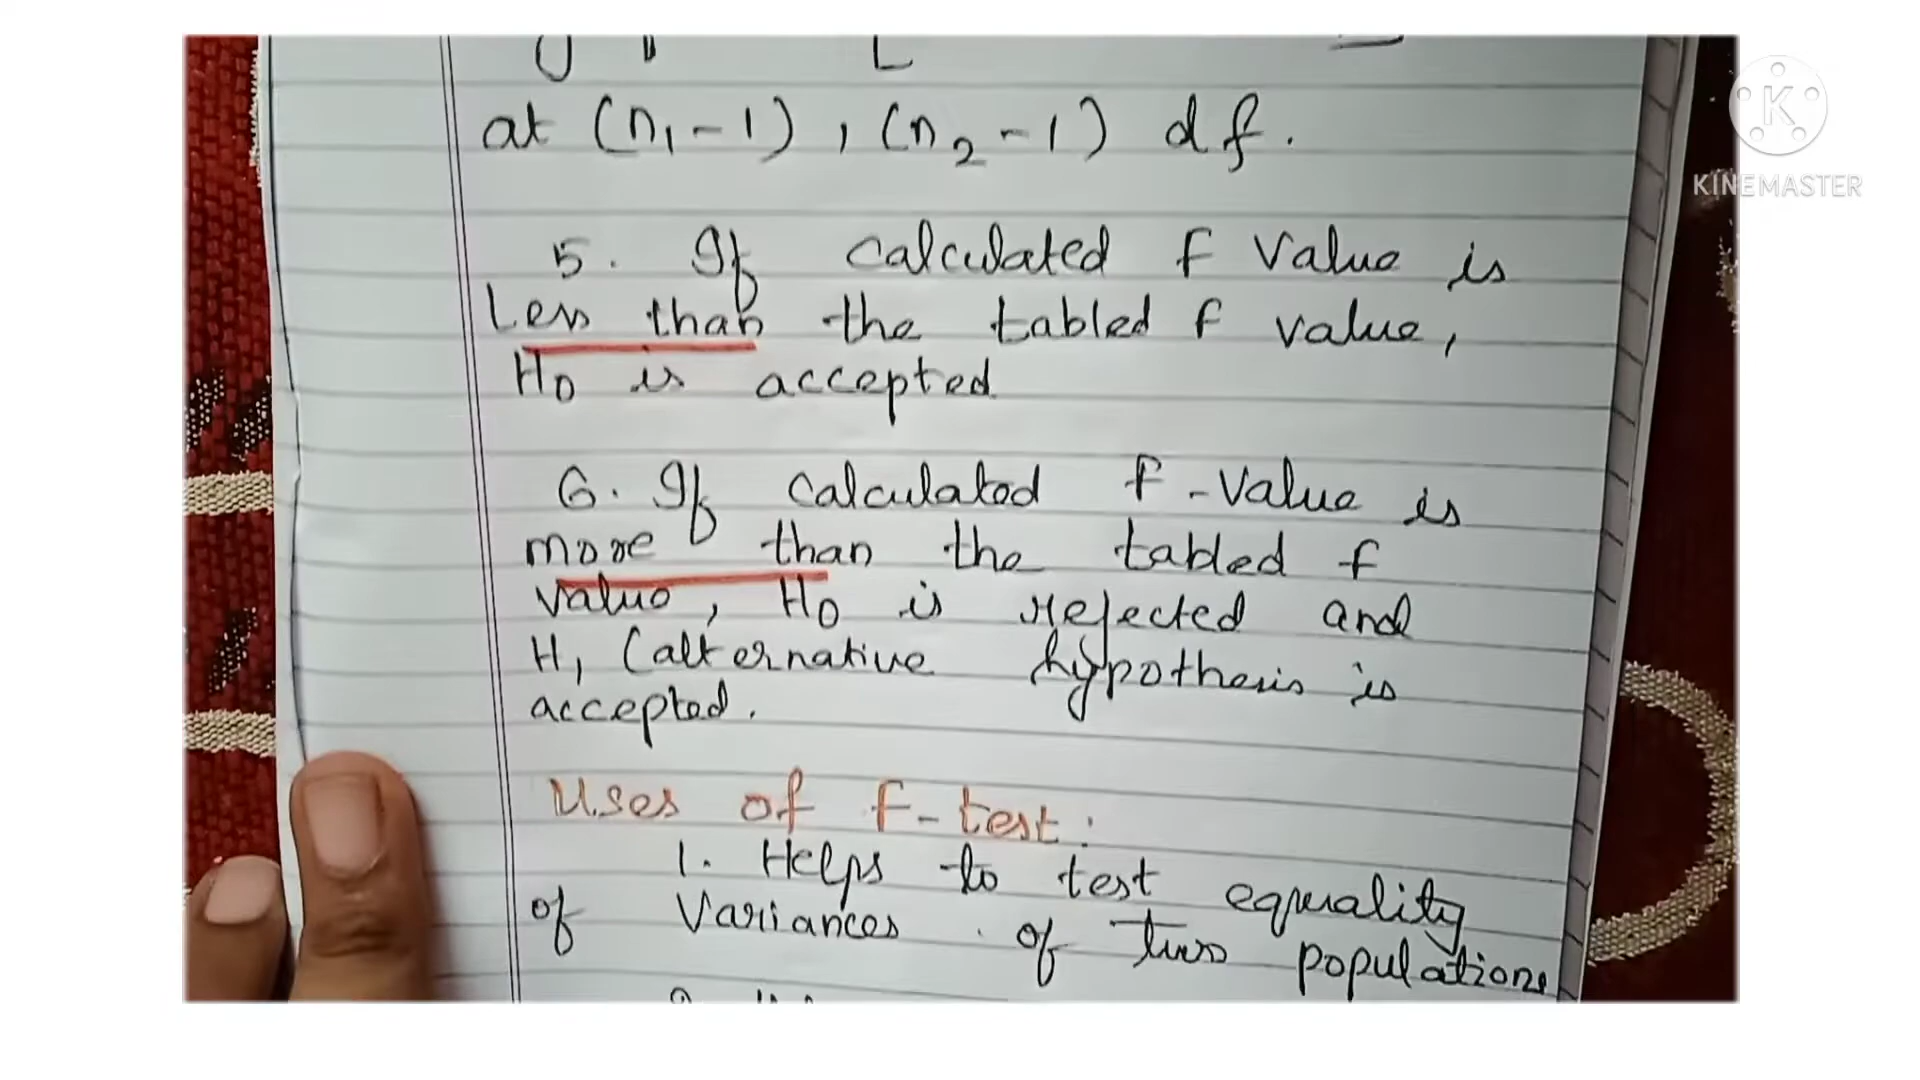 at (n₁-1), (n₂-1) df.
5. If calculated F value is
Less than the tabled F value,
H₀ is accepted
6. If calculated F-value is
more than the tabled F
value, H₀ is rejected and
H₁ (alternative hypothesis is
accepted.
Uses of F-test:
1. Helps to test equality
of variances of two populations
K
KINEMASTER